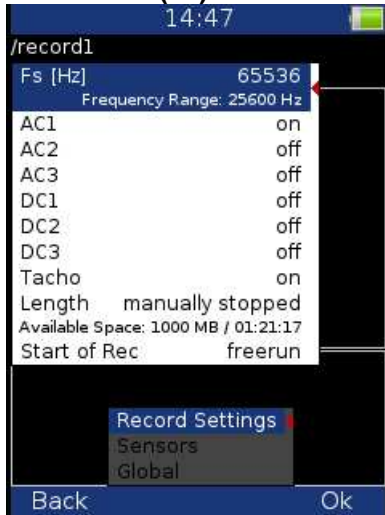 14:47
/record1
Fs [Hz] 65536
Frequency Range: 25600 Hz
AC1 on
AC2 off
AC3 off
DC1 off
DC2 off
DC3 off
Tacho on
Length manually stopped
Available Space: 1000 MB / 01:21:17
Start of Rec freerun
Record Settings
Sensors
Global
Back Ok